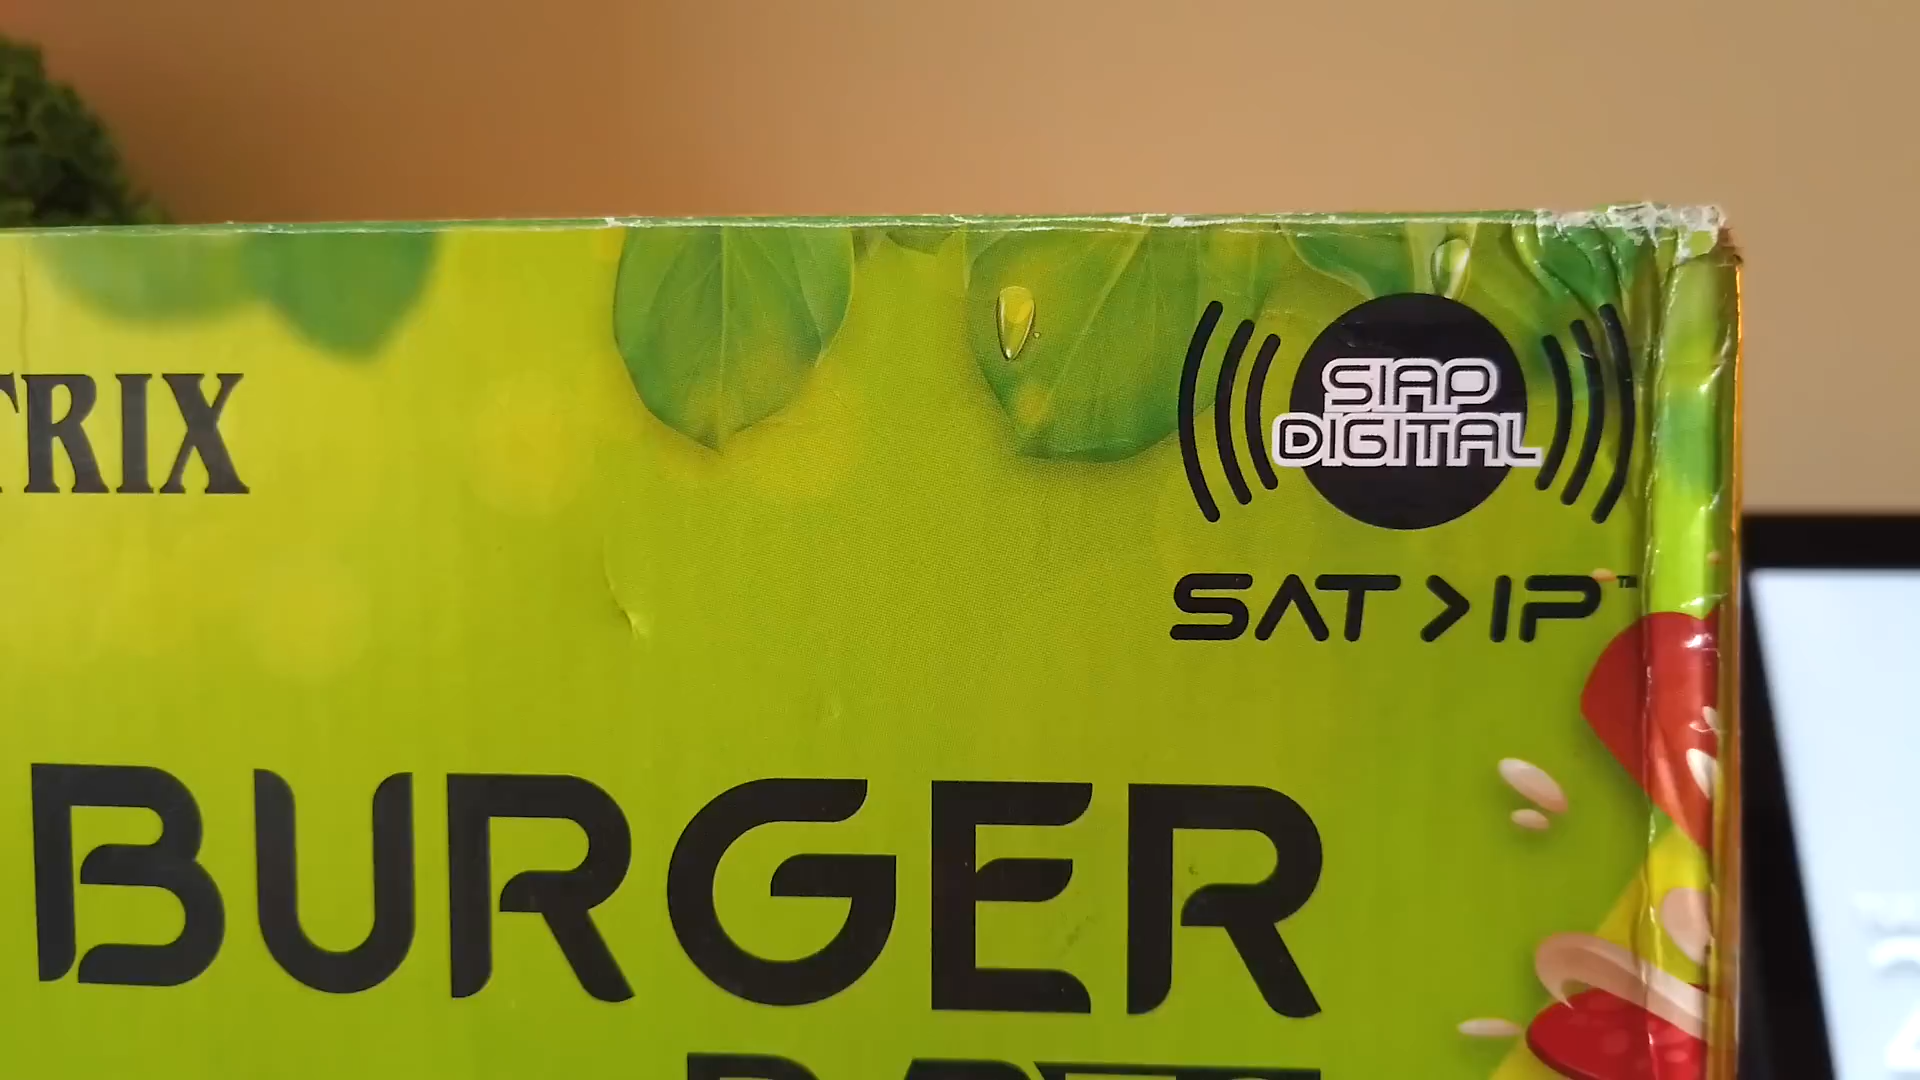 SIAP
DIGITAL
TRIX
SAT>IP™
BURGER